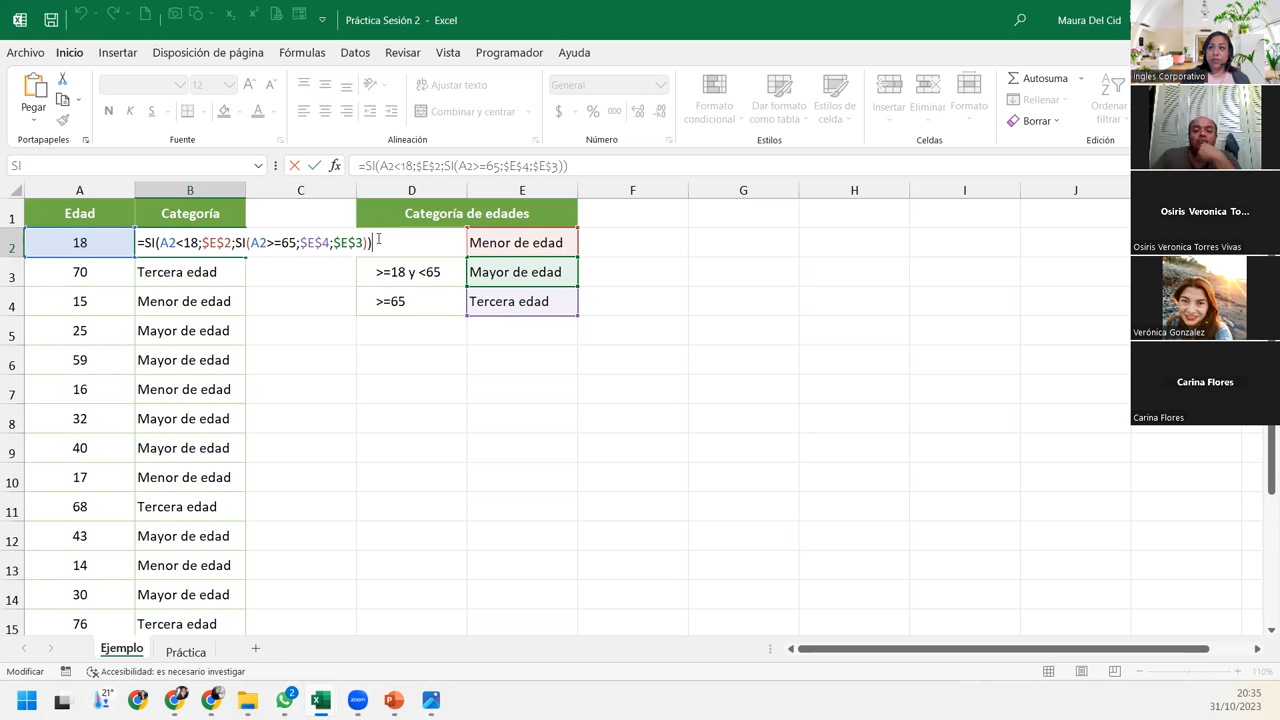 Práctica Sesión 2 - Excel
Maura Del Cid
Archivo Inicio Insertar Disposición de página Fórmulas Datos Revisar Vista Programador Ayuda
Pegar
12
N K S
ab Ajustar texto
Combinar y centrar
General
$ % 000
Formato condicional
Dar formato como tabla
Estilos de celda
Insertar
Eliminar
Formato
Autosuma
Rellenar
Borrar
Ordenar
Portapapeles Fuente Alineación Número Estilos Celdas Edición
SI
fx =SI(A2<18;$E$2;SI(A2>=65;$E$4;$E$3))
A B C D E F G H I J
1 Edad Categoría Categoría de edades
2 18 =SI(A2<18;$E$2;SI(A2>=65;$E$4;$E$3)) Menor de edad
3 70 Tercera edad >=18 y <65 Mayor de edad
4 15 Menor de edad >=65 Tercera edad
5 25 Mayor de edad
6 59 Mayor de edad
7 16 Menor de edad
8 32 Mayor de edad
9 40 Mayor de edad
10 17 Menor de edad
11 68 Tercera edad
12 43 Mayor de edad
13 14 Menor de edad
14 30 Mayor de edad
15 76 Tercera edad
Ejemplo Práctica
Modificar Accesibilidad: es necesario investigar
110%
21°
2
zoom
20:35
31/10/2023
Ingles Corporativo
Osiris Veronica To...
Osiris Veronica Torres Vivas
Verónica Gonzalez
Carina Flores
Carina Flores